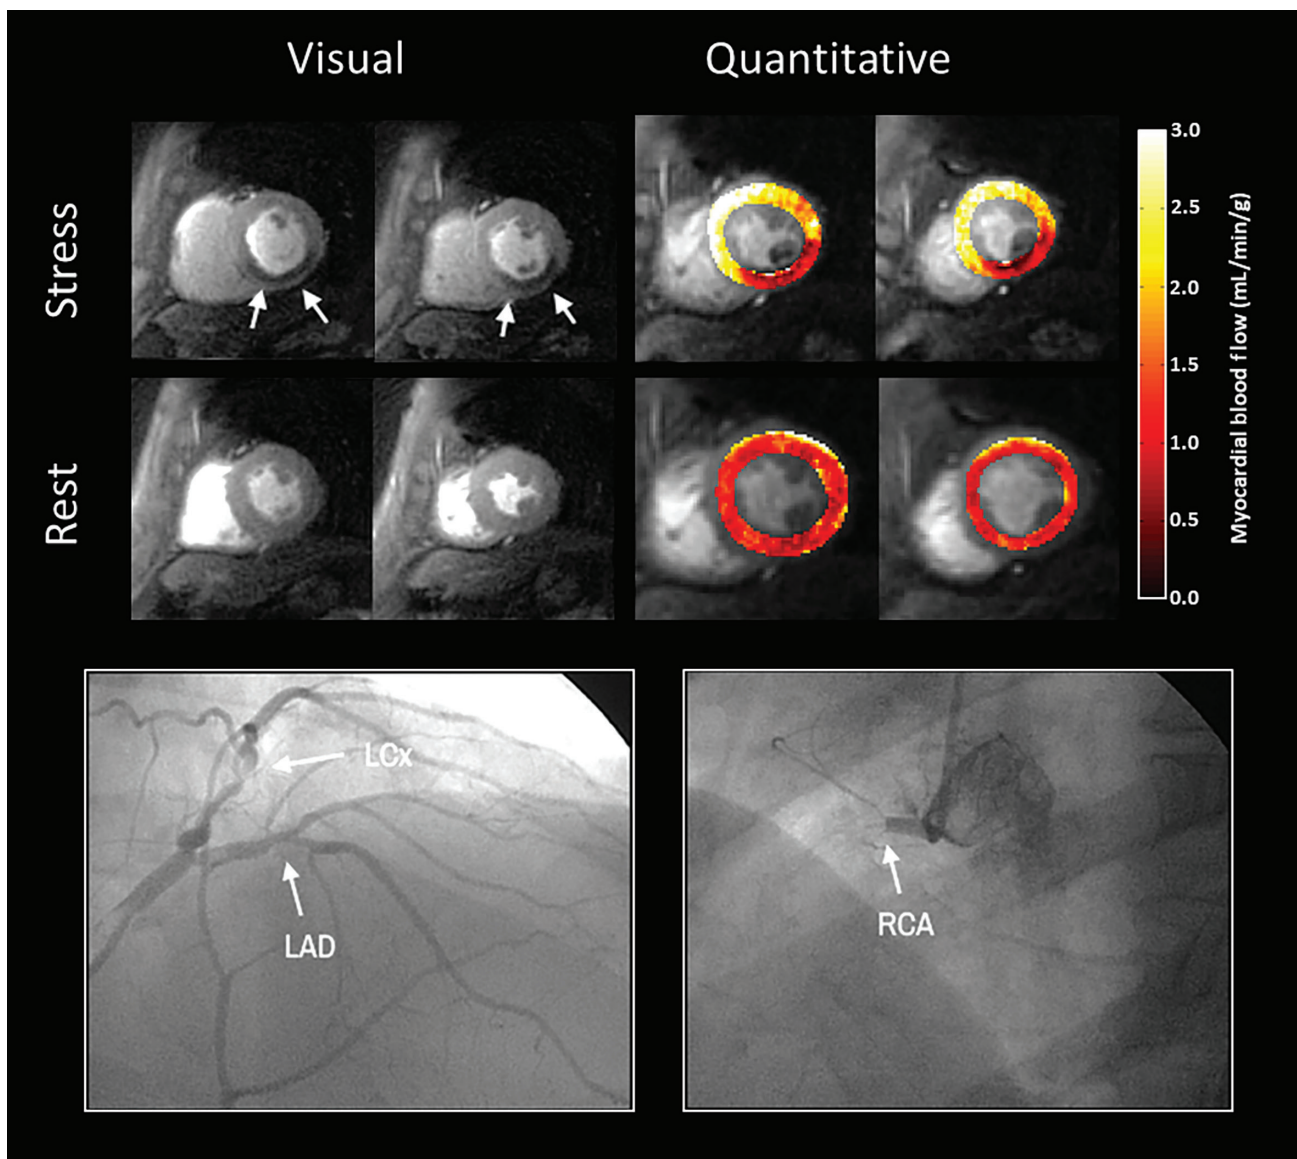 Visual
Quantitative
Stress
Rest
3.0
2.5
2.0
1.5
1.0
0.5
0.0
Myocardial blood flow (mL/min/g)
LCx
LAD
RCA